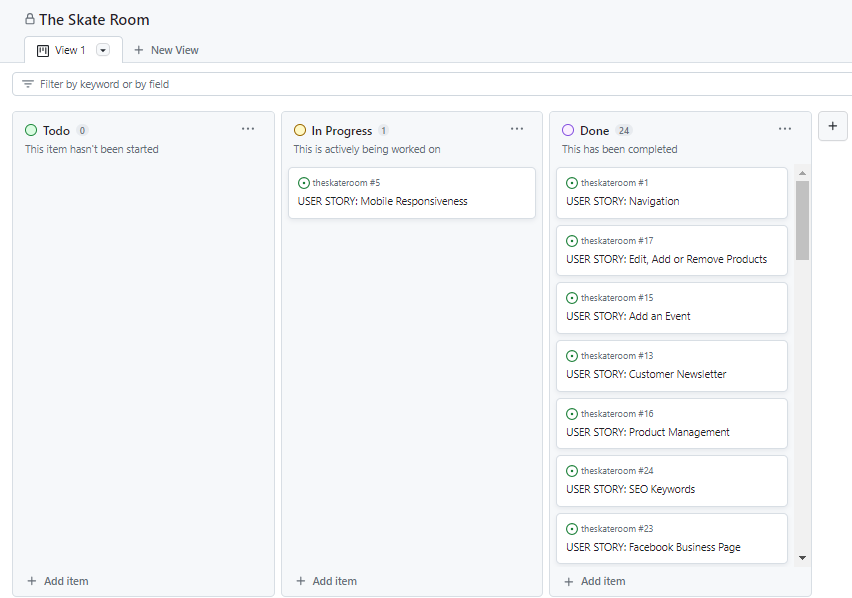 The Skate Room
View 1
New View
Filter by keyword or by field
Todo 0
This item hasn't been started
Add item
In Progress 1
This is actively being worked on
theskateroom #5
USER STORY: Mobile Responsiveness
Add item
Done 24
This has been completed
theskateroom #1
USER STORY: Navigation
theskateroom #17
USER STORY: Edit, Add or Remove Products
theskateroom #15
USER STORY: Add an Event
theskateroom #13
USER STORY: Customer Newsletter
theskateroom #16
USER STORY: Product Management
theskateroom #24
USER STORY: SEO Keywords
theskateroom #23
USER STORY: Facebook Business Page
Add item